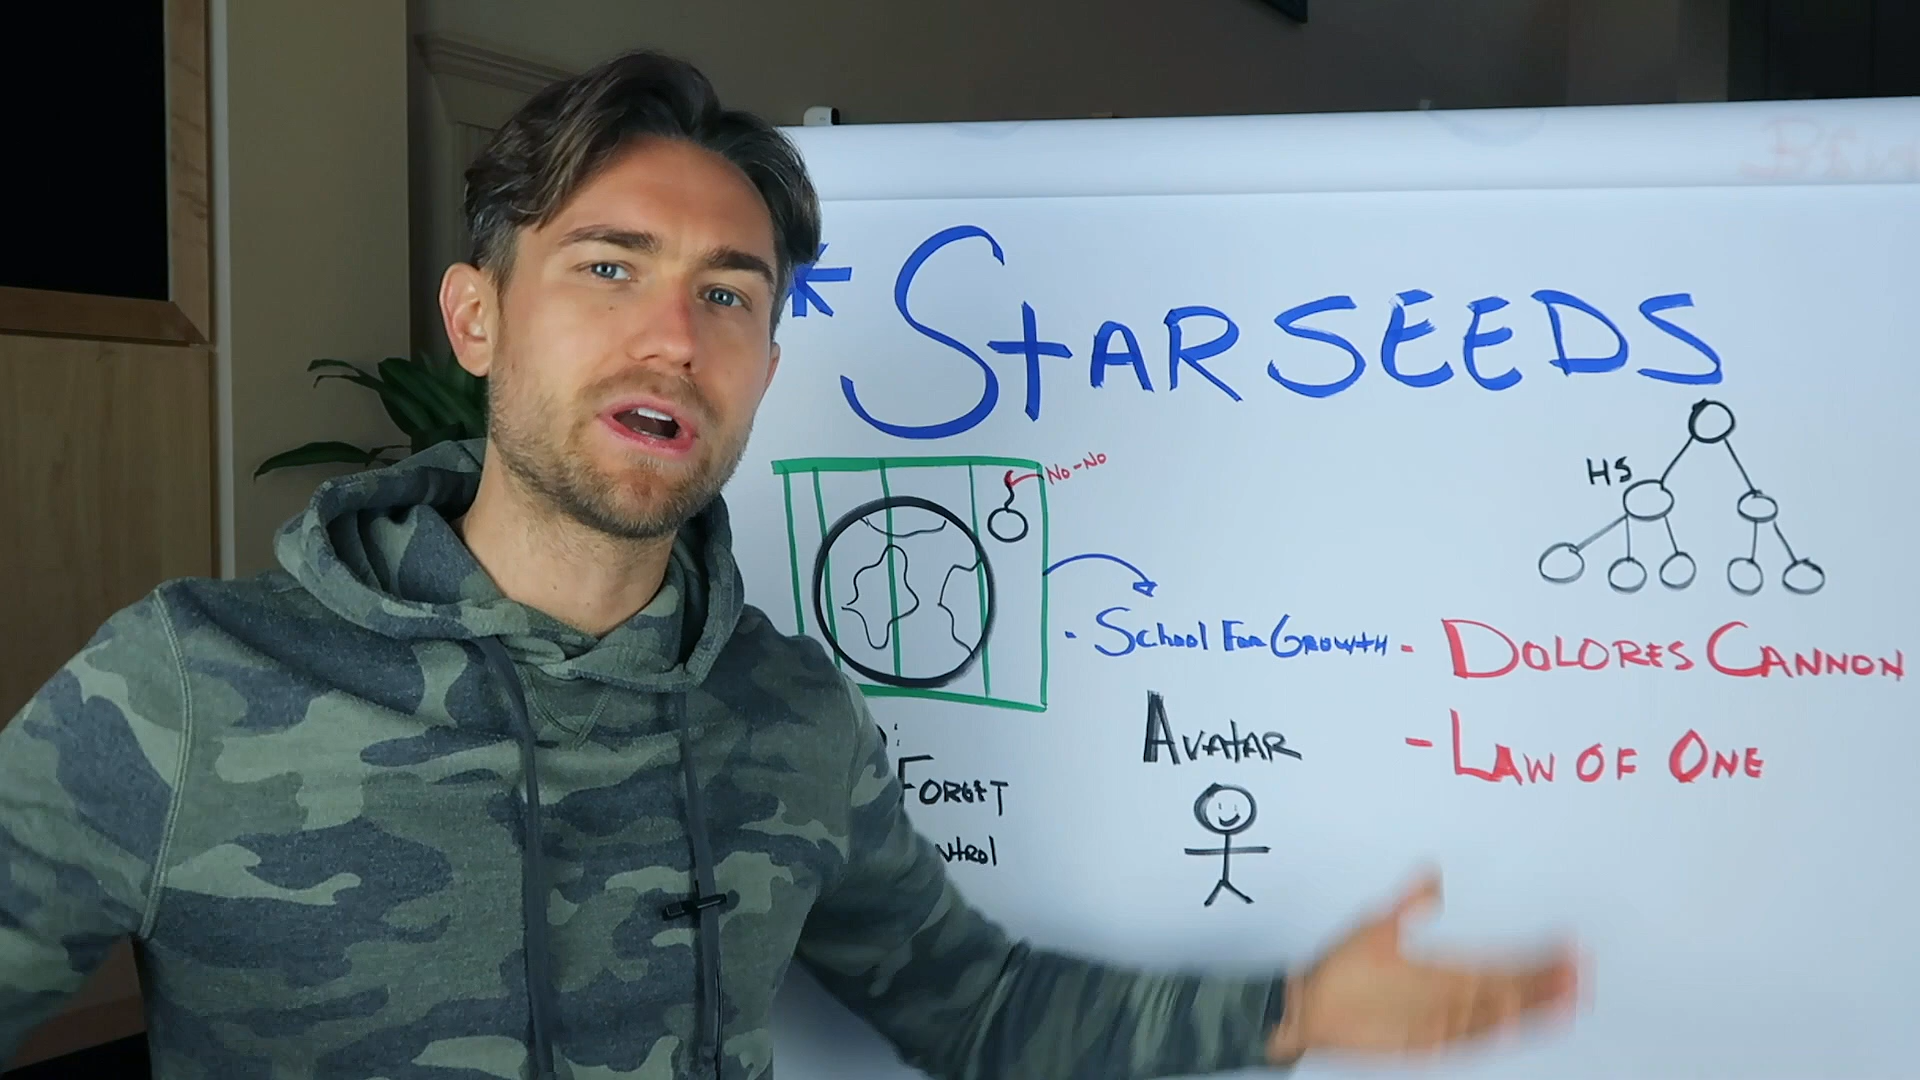 * STARSEEDS
No-No
HS
- School For Growth
- DOLORES CANNON
AVATAR
- LAW OF ONE
FORGET